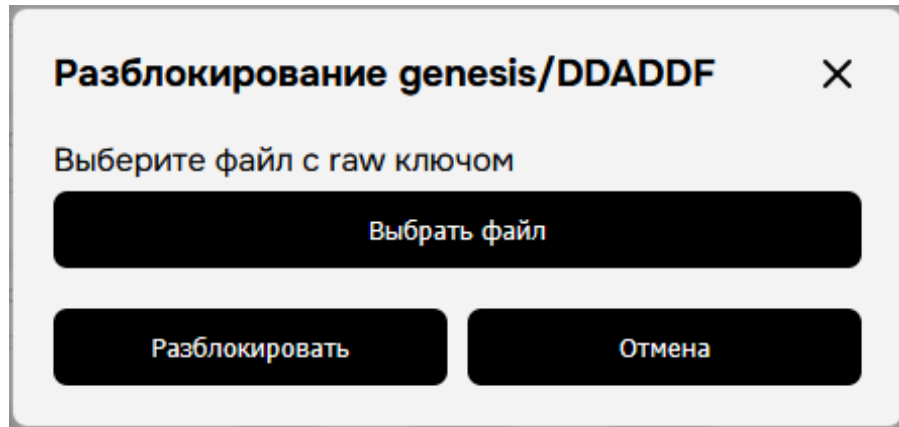 Разблокирование genesis/DDADDF
Выберите файл с raw ключом
Выбрать файл
Разблокировать
Отмена